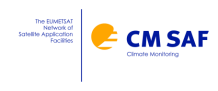 The EUMETSAT
Network of
Satellite Application
Facilities
CM SAF
Climate Monitoring